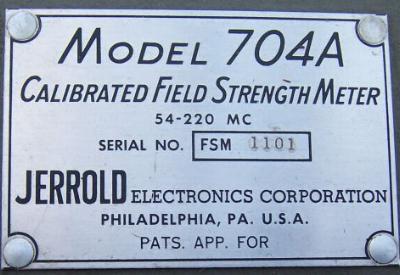 MODEL 704A
CALIBRATED FIELD STRENGTH METER
54-220 MC
SERIAL NO. FSM 1101
JERROLD ELECTRONICS CORPORATION
PHILADELPHIA, PA. U.S.A.
PATS. APP. FOR